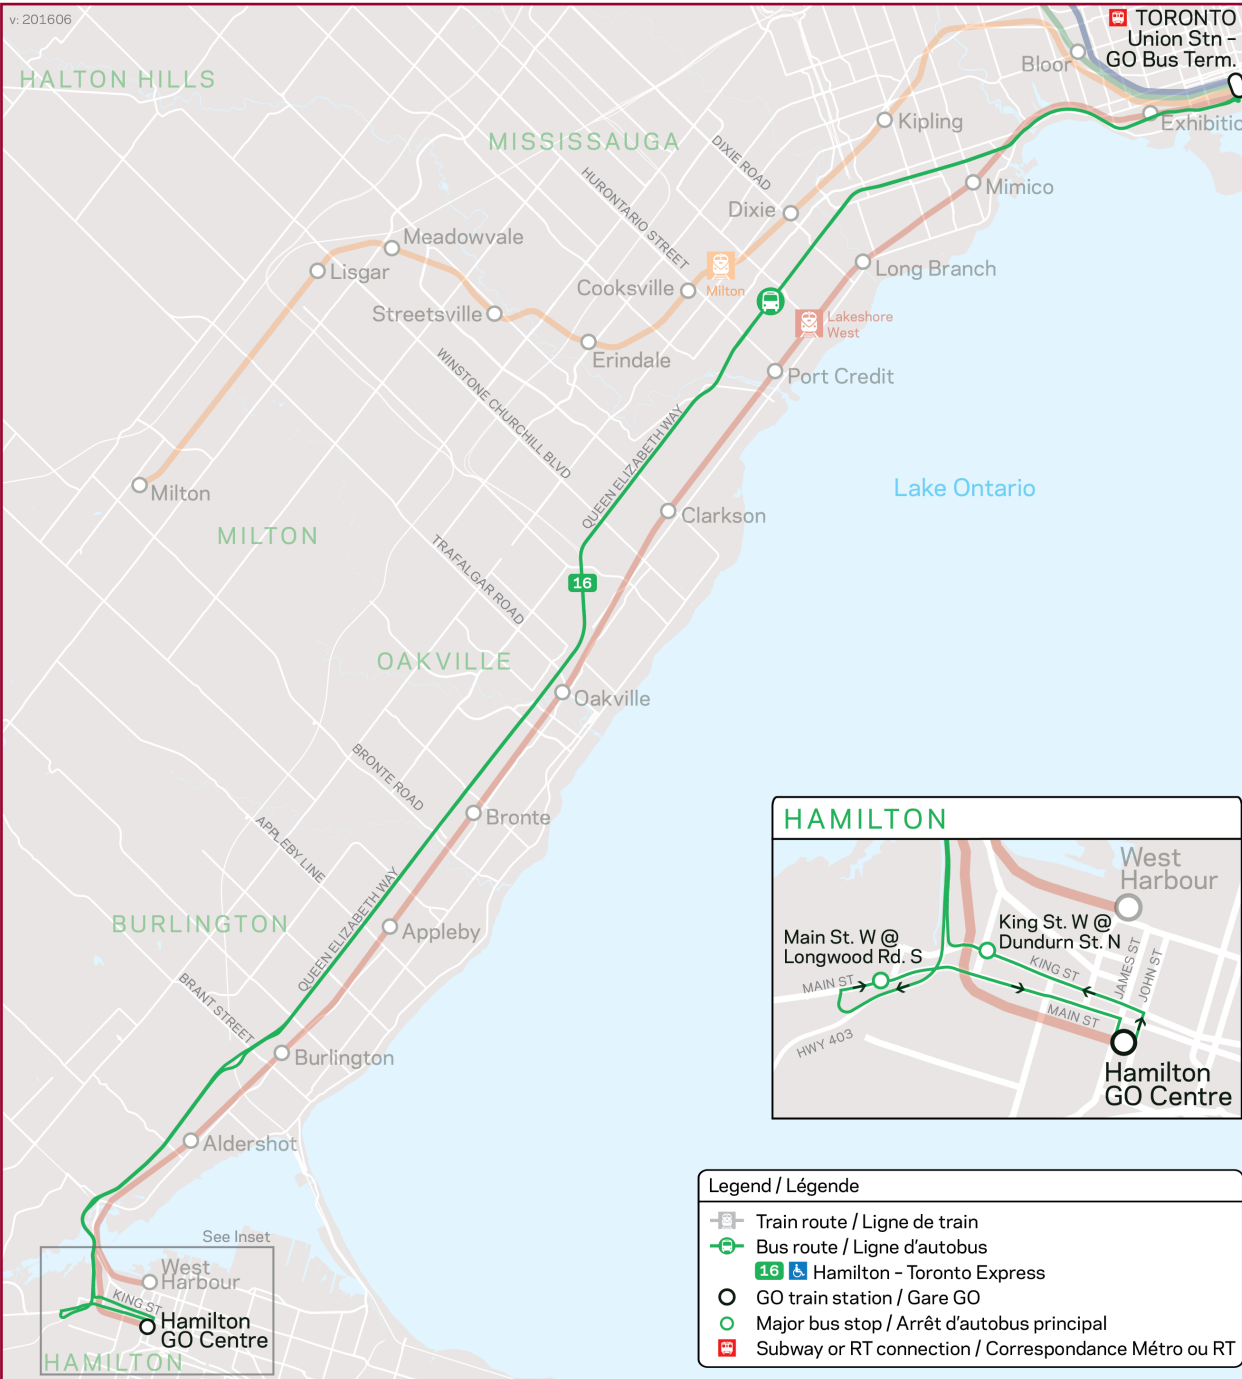 v: 201606
TORONTO
Union Stn –
GO Bus Term.
Bloor
HALTON HILLS
Kipling
Exhibitio
MISSISSAUGA
DIXIE ROAD
HURONTARIO STREET
Mimico
Dixie
Meadowvale
Lisgar
Long Branch
Cooksville
Milton
Streetsville
Lakeshore
West
Erindale
Port Credit
WINSTONE CHURCHILL BLVD
QUEEN ELIZABETH WAY
Milton
Lake Ontario
Clarkson
MILTON
TRAFALGAR ROAD
16
OAKVILLE
Oakville
BRONTE ROAD
Bronte
APPLEBY LINE
QUEEN ELIZABETH WAY
BURLINGTON
Appleby
BRANT STREET
Burlington
Aldershot
See Inset
West
Harbour
KING ST
Hamilton
GO Centre
HAMILTON
HAMILTON
West
Harbour
King St. W @
Dundurn St. N
Main St. W @
Longwood Rd. S
KING ST
JAMES ST
JOHN ST
MAIN ST
MAIN ST
HWY 403
Hamilton
GO Centre
Legend / Légende
Train route / Ligne de train
Bus route / Ligne d'autobus
16 Hamilton – Toronto Express
GO train station / Gare GO
Major bus stop / Arrêt d'autobus principal
Subway or RT connection / Correspondance Métro ou RT